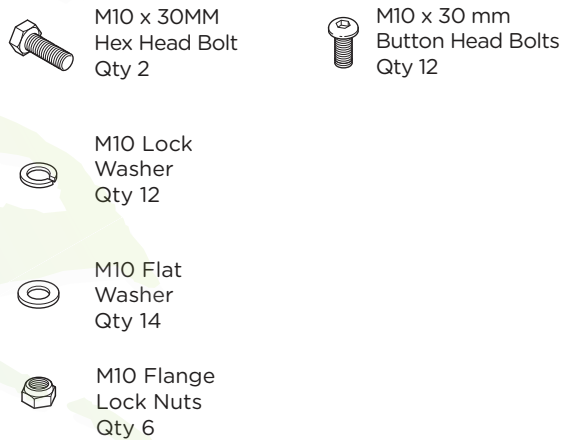 M10 x 30MM
Hex Head Bolt
Qty 2
M10 x 30 mm
Button Head Bolts
Qty 12
M10 Lock
Washer
Qty 12
M10 Flat
Washer
Qty 14
M10 Flange
Lock Nuts
Qty 6